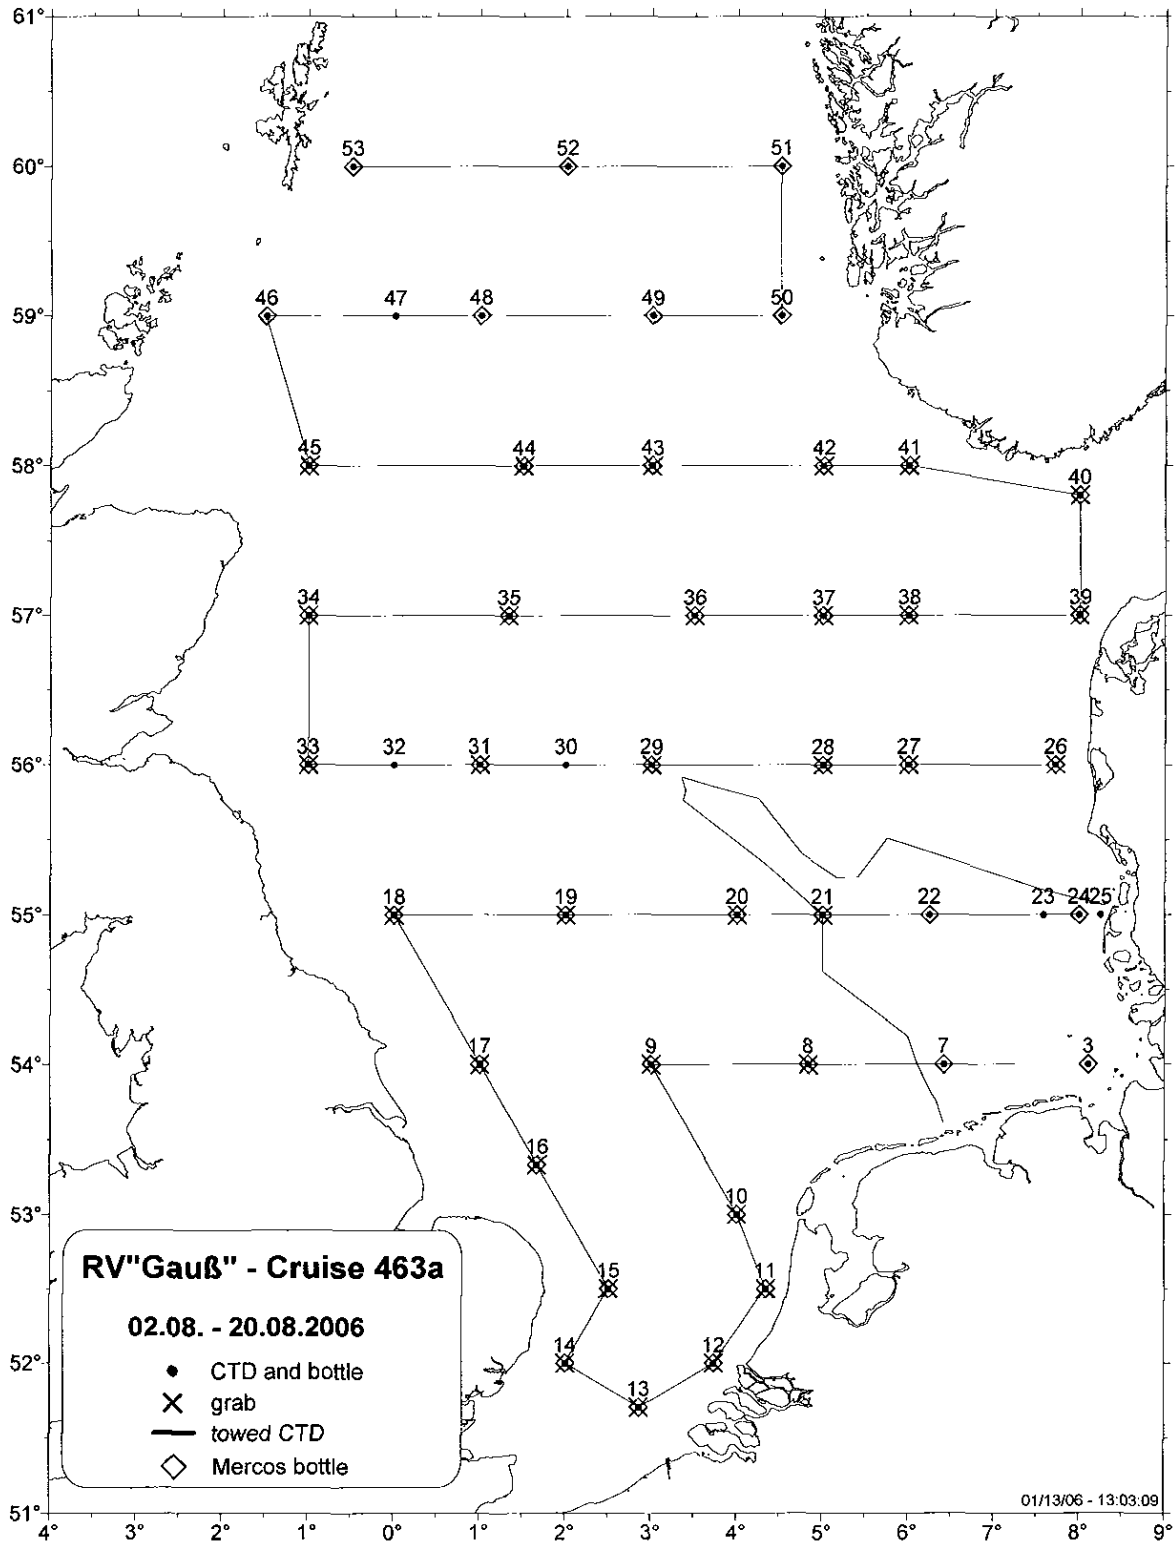 61°
53 52 51
60°
46 47 48 49 50
59°
45 44 43 42 41
58°
40
34 35 36 37 38 39
57°
33 32 31 30 29 28 27 26
56°
18 19 20 21 22 23 24 25
55°
17 9 8 7 3
54°
16
10
53°
RV"Gauß" - Cruise 463a
15 11
02.08. - 20.08.2006
14 12
52°
CTD and bottle
13
grab
towed CTD
Mercos bottle
01/13/06 - 13:03:09
51°
4° 3° 2° 1° 0° 1° 2° 3° 4° 5° 6° 7° 8° 9°